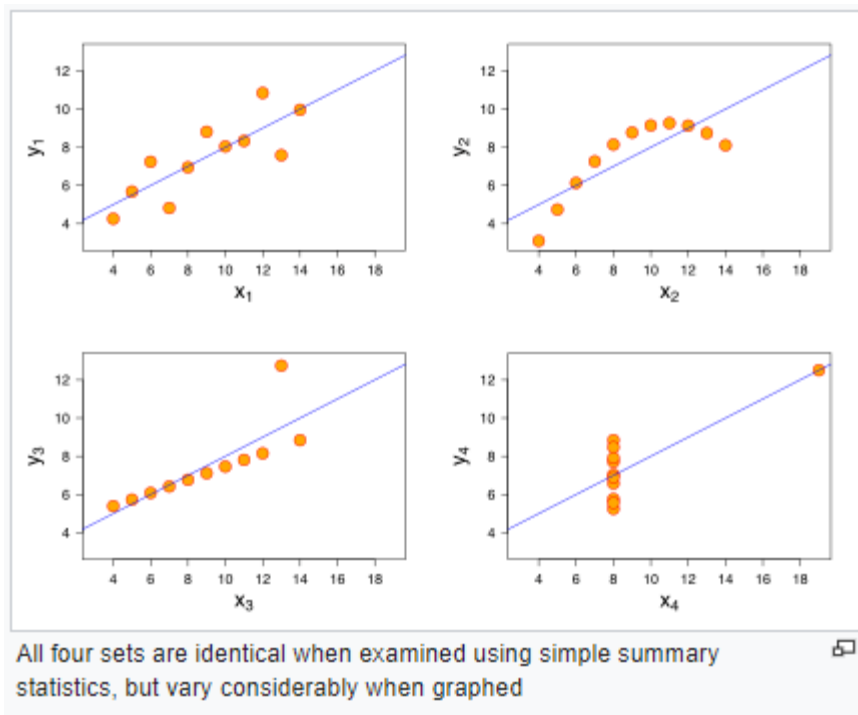 12
10
8
6
4
y1
4 6 8 10 12 14 16 18
x1
12
10
8
6
4
y2
4 6 8 10 12 14 16 18
x2
12
10
8
6
4
y3
4 6 8 10 12 14 16 18
x3
12
10
8
6
4
y4
4 6 8 10 12 14 16 18
x4
All four sets are identical when examined using simple summary
statistics, but vary considerably when graphed